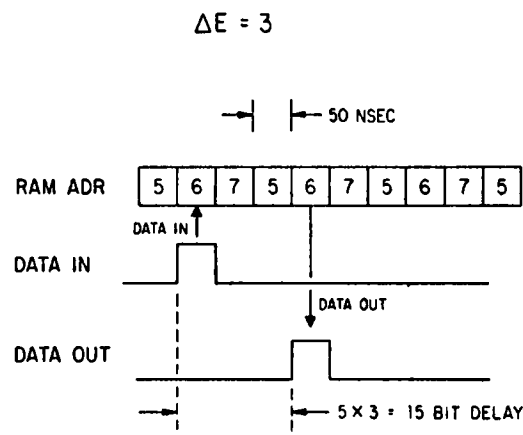 ΔE = 3
50 NSEC
RAM ADR 5 6 7 5 6 7 5 6 7 5
DATA IN
DATA IN
DATA OUT
DATA OUT
5 × 3 = 15 BIT DELAY